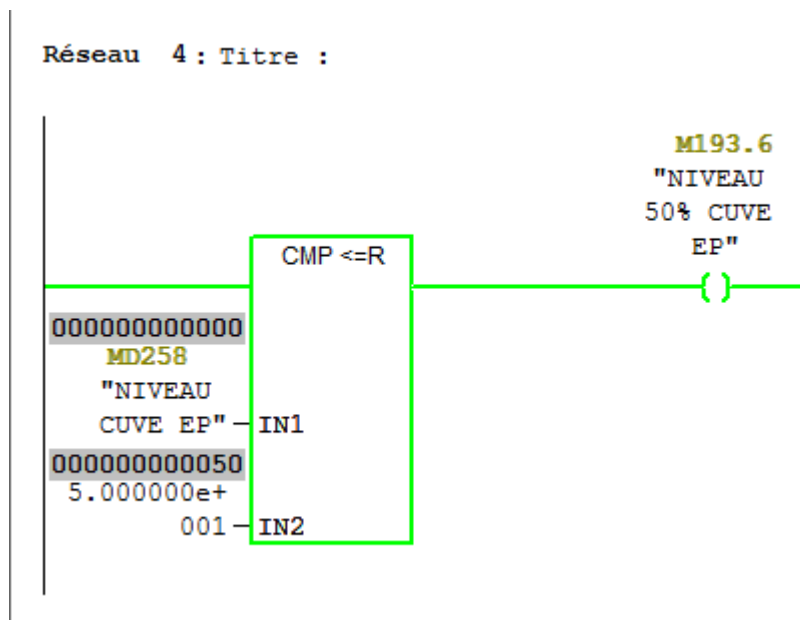 Réseau 4 : Titre :
M193.6
"NIVEAU
50% CUVE
EP"
CMP <=R
000000000000
MD258
"NIVEAU
CUVE EP"
IN1
000000000050
5.000000e+
001
IN2